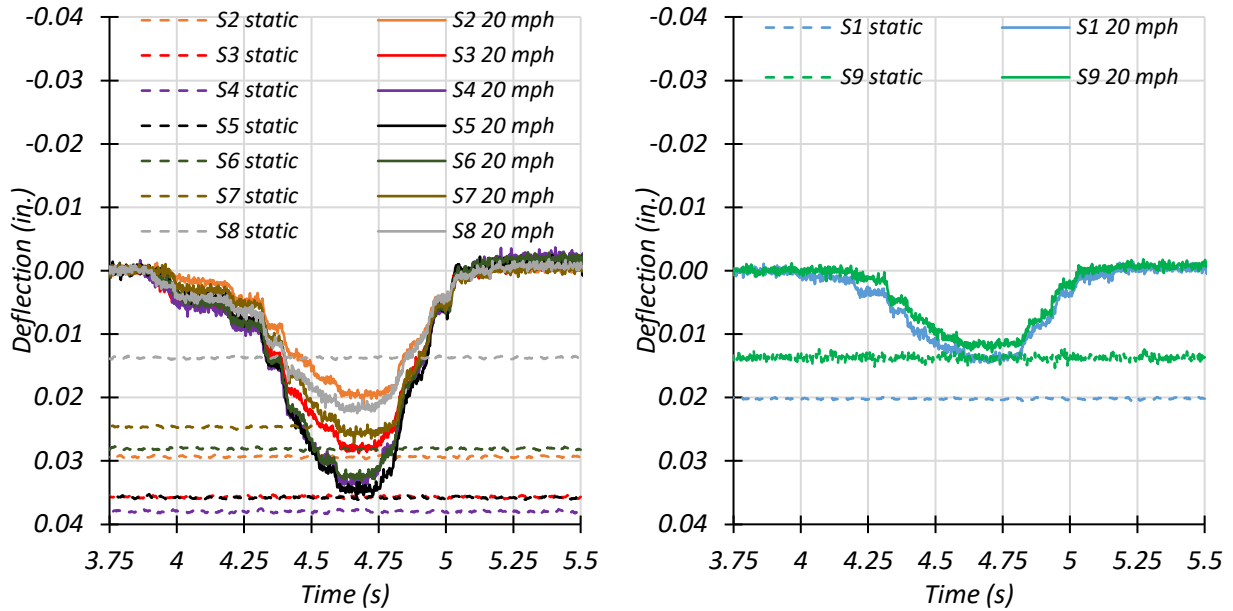 -0.04
-0.03
-0.02
-0.01
0.00
0.01
0.02
0.03
0.04
Deflection (in.)
S2 static S2 20 mph
S3 static S3 20 mph
S4 static S4 20 mph
S5 static S5 20 mph
S6 static S6 20 mph
S7 static S7 20 mph
S8 static S8 20 mph
3.75 4 4.25 4.5 4.75 5 5.25 5.5
Time (s)
-0.04
-0.03
-0.02
-0.01
0.00
0.01
0.02
0.03
0.04
Deflection (in.)
S1 static S1 20 mph
S9 static S9 20 mph
3.75 4 4.25 4.5 4.75 5 5.25 5.5
Time (s)